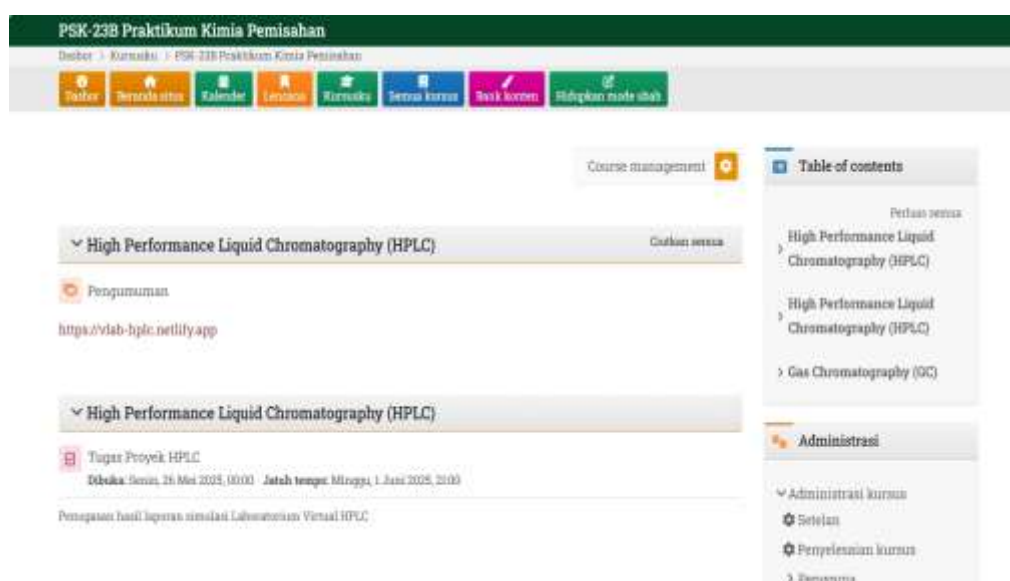 PSK-23B Praktikum Kimia Pemisahan
Dasbor > Kursusku > PSK-23B Praktikum Kimia Pemisahan
Dasbor Beranda situs Kalender Lencana Kursusku Semua kursus Bank konten Hidupkan mode ubah
Course management
High Performance Liquid Chromatography (HPLC) Ciutkan semua
Pengumuman
https://vlab-hplc.netlify.app
High Performance Liquid Chromatography (HPLC)
Tugas Proyek HPLC
Dibuka: Senin, 26 Mei 2025, 00:00 Jatuh tempo: Minggu, 1 Juni 2025, 21:00
hasil laporan simulasi Laboratorium Virtual HPLC
Table of contents
Perluas semua
High Performance Liquid
Chromatography (HPLC)
High Performance Liquid
Chromatography (HPLC)
Gas Chromatography (GC)
Administrasi
Administrasi kursus
Setelan
Penyelesaian kursus
Pengguna